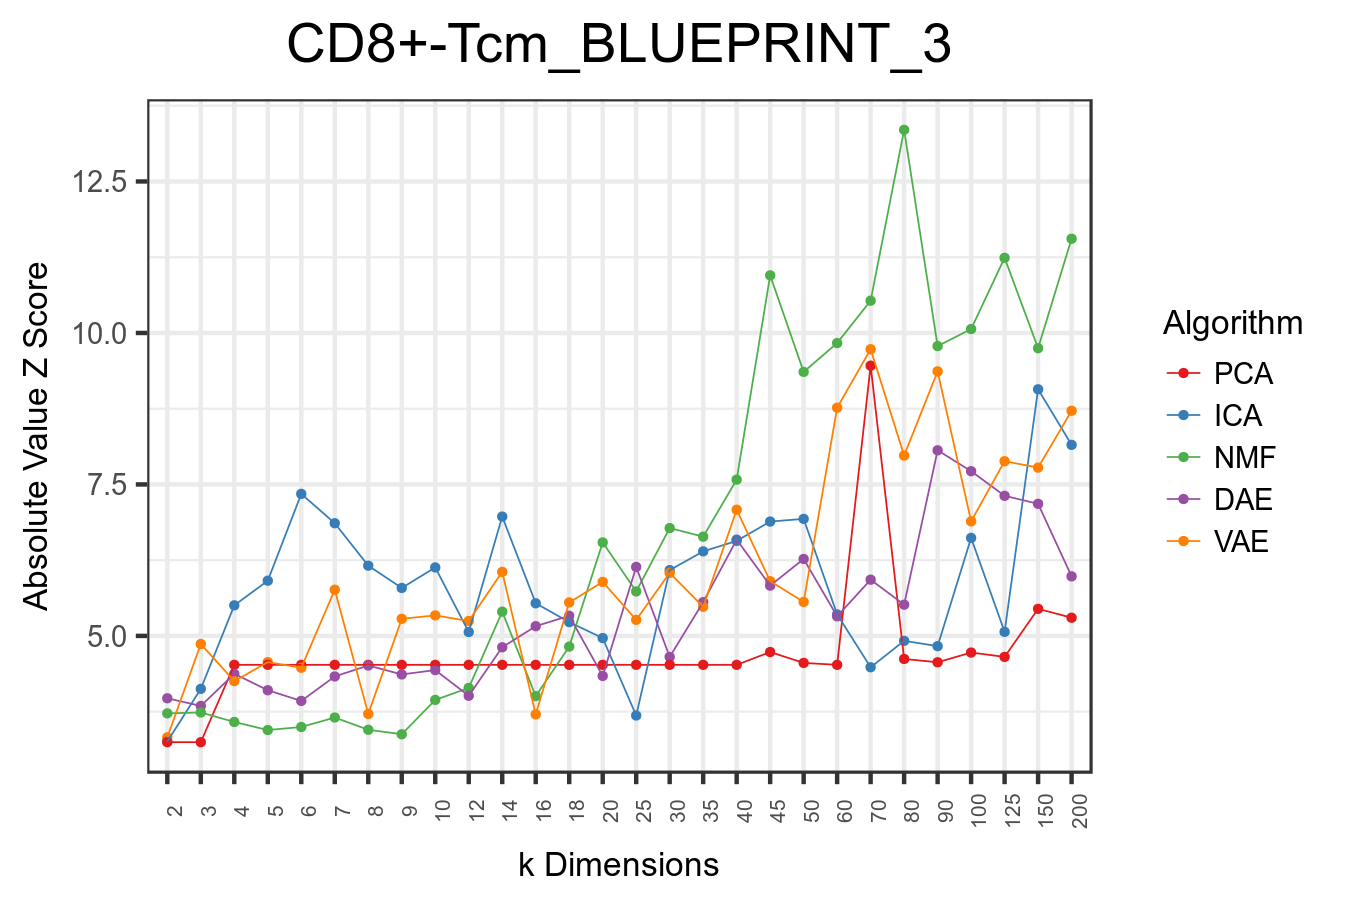 CD8+-Tcm_BLUEPRINT_3
Absolute Value Z Score
12.5
10.0
7.5
5.0
2 3 4 5 6 7 8 9 10 12 14 16 18 20 25 30 35 40 45 50 60 70 80 90 100 125 150 200
k Dimensions
Algorithm
PCA
ICA
NMF
DAE
VAE